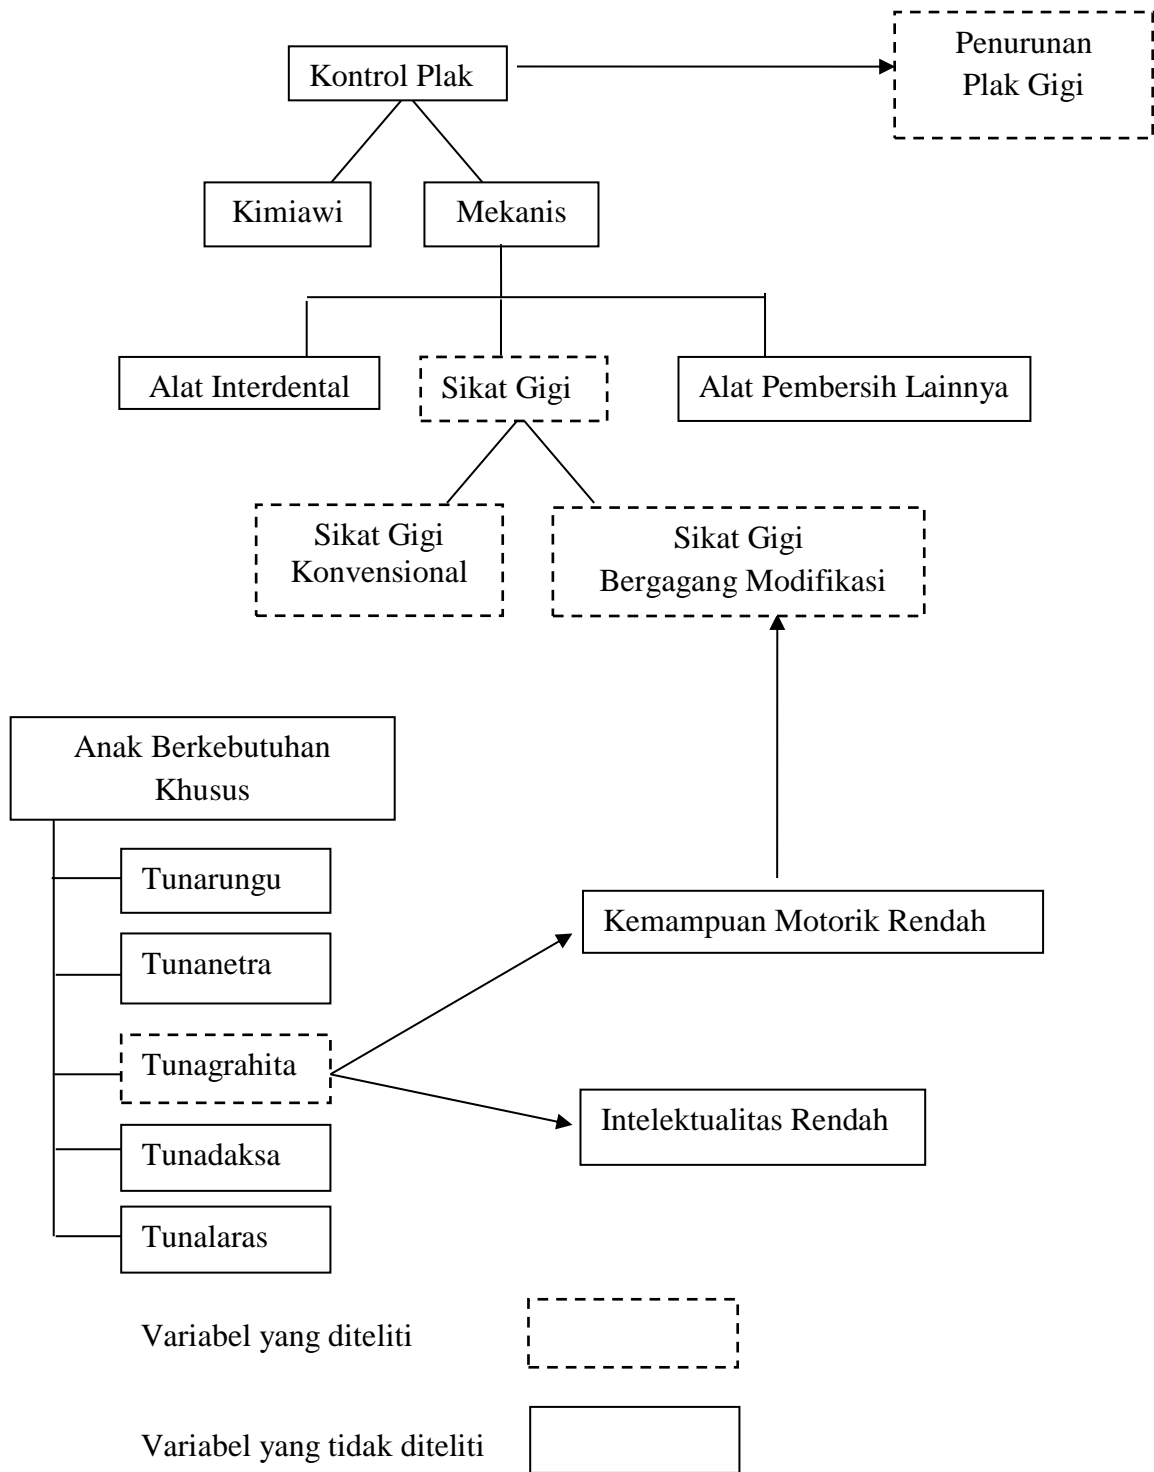 Penurunan
Plak Gigi
Kontrol Plak
Kimiawi
Mekanis
Alat Interdental
Sikat Gigi
Alat Pembersih Lainnya
Sikat Gigi
Konvensional
Sikat Gigi
Bergagang Modifikasi
Anak Berkebutuhan
Khusus
Tunarungu
Kemampuan Motorik Rendah
Tunanetra
Tunagrahita
Intelektualitas Rendah
Tunadaksa
Tunalaras
Variabel yang diteliti
Variabel yang tidak diteliti